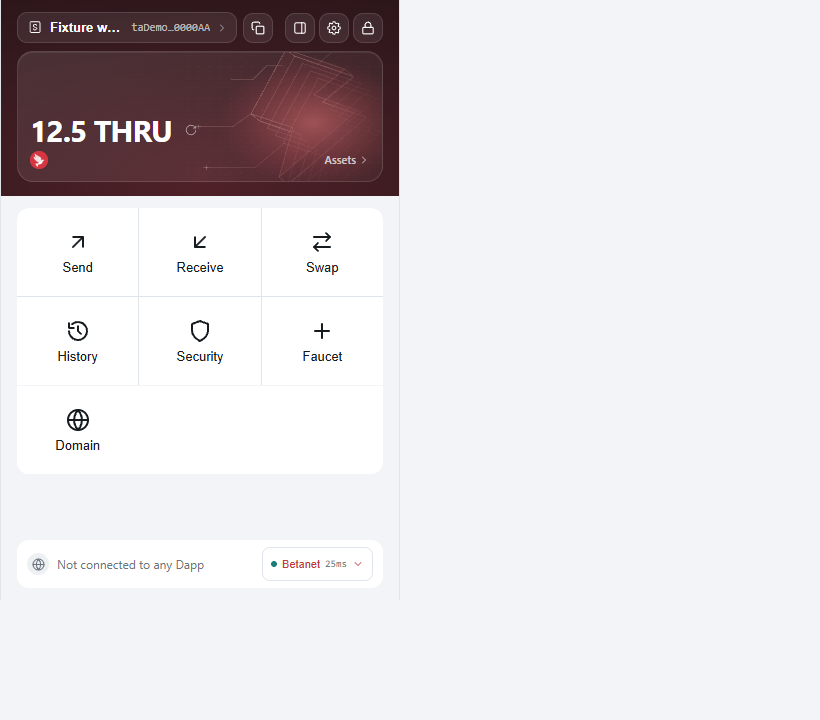 Fixture w... taDemo…0000AA
12.5 THRU
Assets
Send Receive Swap
History Security Faucet
Domain
Not connected to any Dapp Betanet 25ms